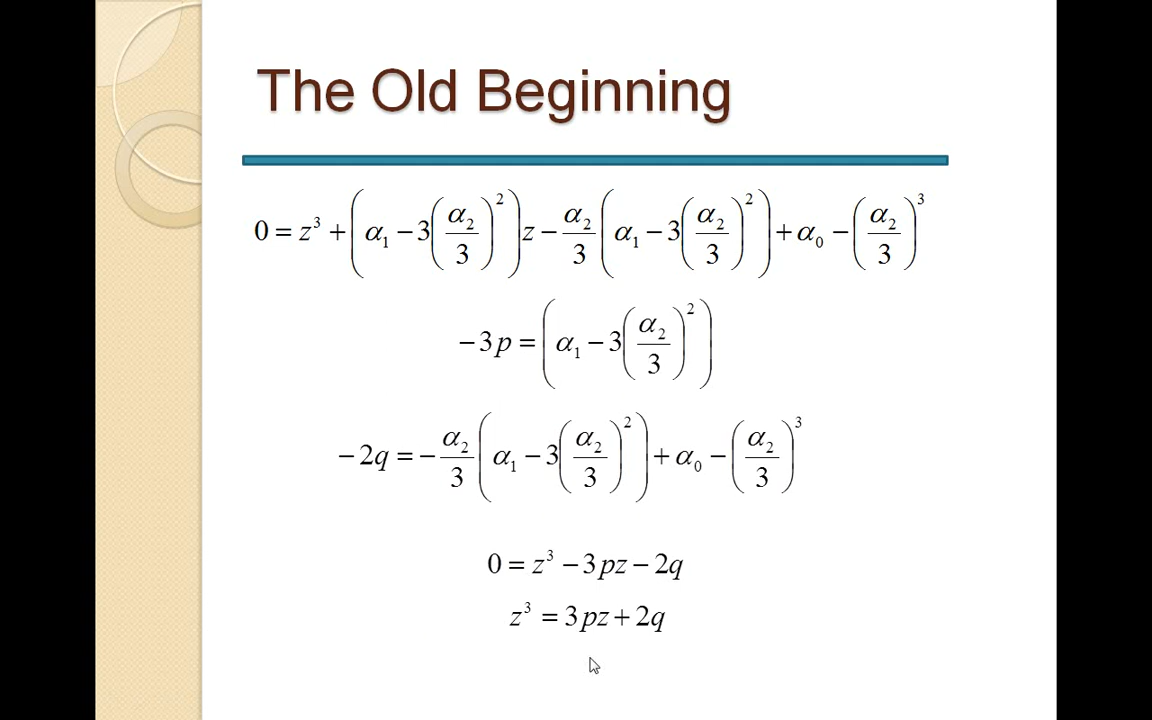 The Old Beginning
0 = z³ + (α₁ − 3(α₂/3)²)z − α₂/3(α₁ − 3(α₂/3)²) + α₀ − (α₂/3)³
−3p = (α₁ − 3(α₂/3)²)
−2q = −α₂/3(α₁ − 3(α₂/3)²) + α₀ − (α₂/3)³
0 = z³ − 3pz − 2q
z³ = 3pz + 2q